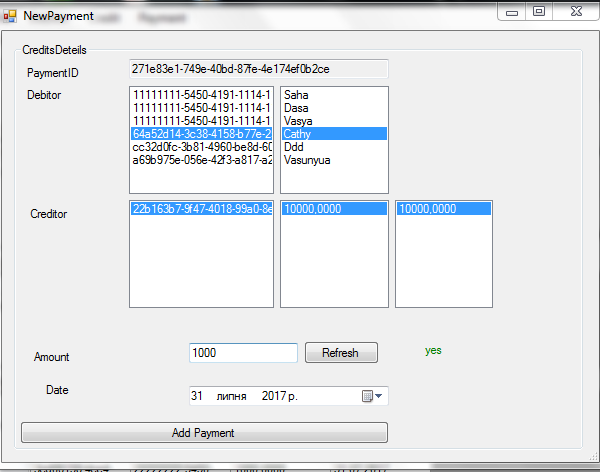 NewPayment
CreditsDeteils
PaymentID
271e83e1-749e-40bd-87fe-4e174ef0b2ce
Debitor
11111111-5450-4191-1114-1
11111111-5450-4191-1114-1
11111111-5450-4191-1114-1
64a52d14-3c38-4158-b77e-2
cc32d0fc-3b81-4960-be8d-60
a69b975e-056e-42f3-a817-a2
Saha
Dasa
Vasya
Cathy
Ddd
Vasunyua
Creditor
22b163b7-9f47-4018-99a0-8e
10000,0000
10000,0000
Amount
1000
Refresh
yes
Date
31 липня 2017 р.
Add Payment